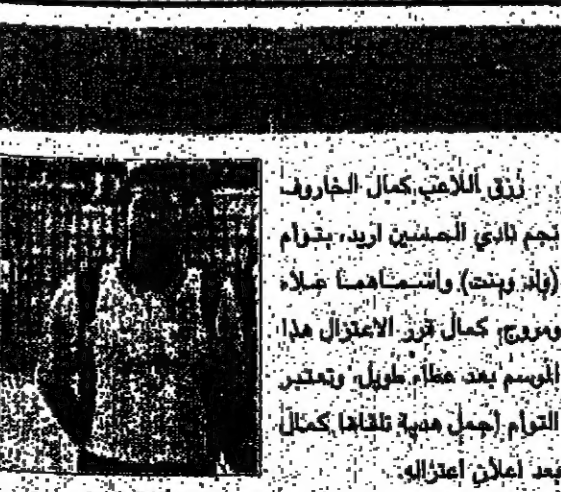 رزق اللاعب كمال الخاروف
نجم نادي الحسين اربد، بتوام
(ولد وبنت) واسماهما صلاح
ومروج، كمال قرر الاعتزال هذا
الموسم بعد عطاء طويل، وتعتبر
التوام اجمل هدية تلقاها كمال
بعد اعلان اعتزاله.